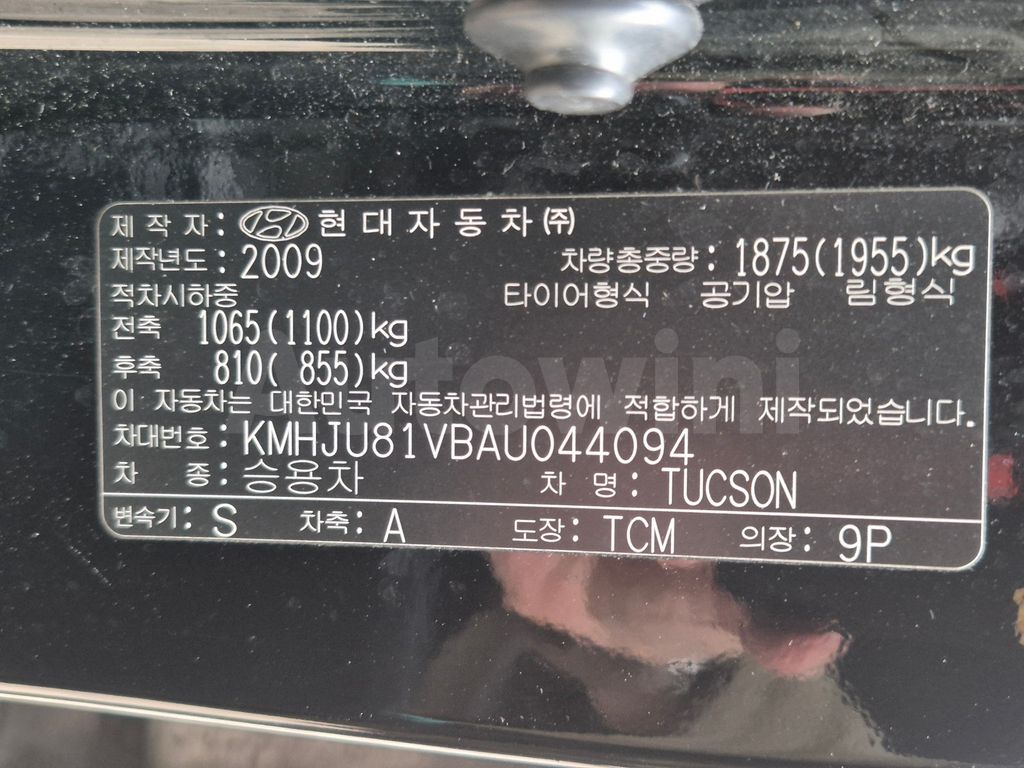 제 작 자 : 현대자동차㈜
제작년도 : 2009 차량총중량 : 1875(1955)kg
적차시하중 타이어형식 공기압 림형식
전축 1065(1100)kg
후축 810( 855)kg
이 자동차는 대한민국 자동차관리법령에 적합하게 제작되었습니다.
차대번호 : KMHJU81VBAU044094
차 종 : 승용차 차 명 : TUCSON
변속기 : S 차축 : A 도장 : TCM 의장 : 9P
Autowini